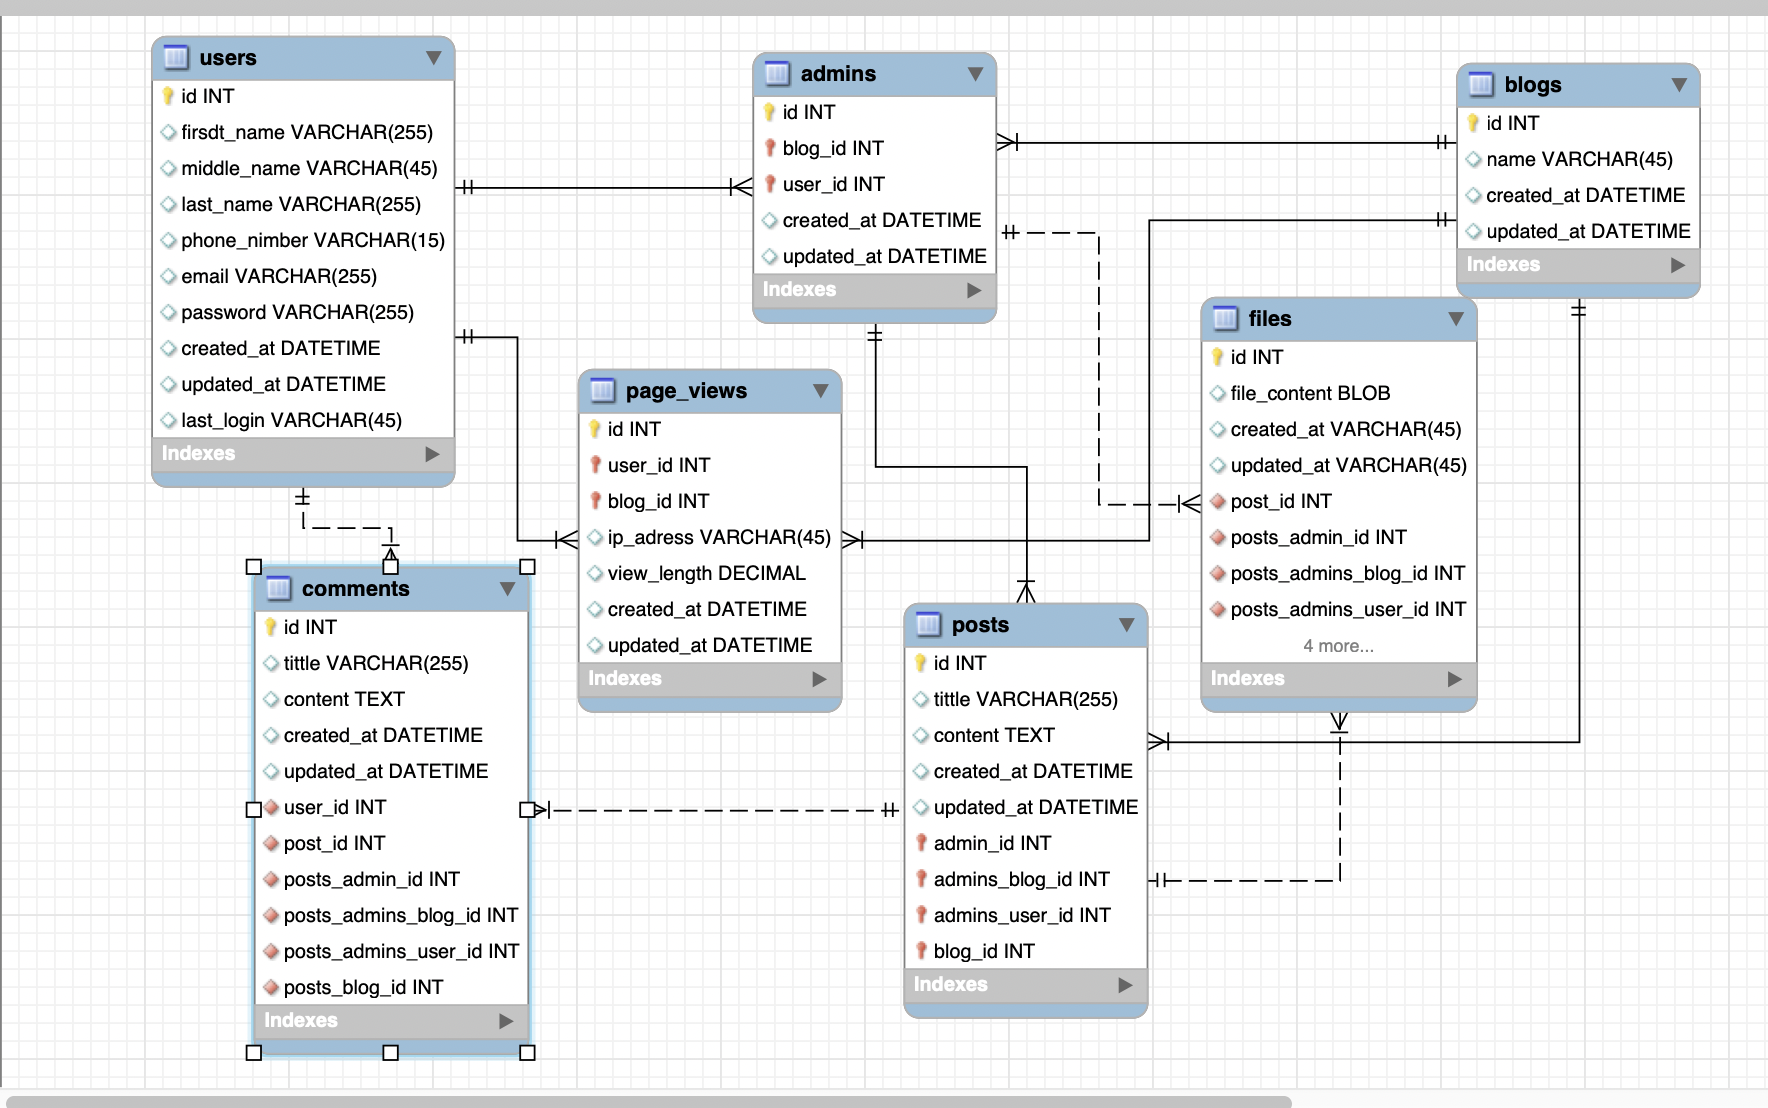 users
id INT
firsdt_name VARCHAR(255)
middle_name VARCHAR(45)
last_name VARCHAR(255)
phone_nimber VARCHAR(15)
email VARCHAR(255)
password VARCHAR(255)
created_at DATETIME
updated_at DATETIME
last_login VARCHAR(45)
Indexes
admins
id INT
blog_id INT
user_id INT
created_at DATETIME
updated_at DATETIME
Indexes
blogs
id INT
name VARCHAR(45)
created_at DATETIME
updated_at DATETIME
Indexes
files
id INT
file_content BLOB
created_at VARCHAR(45)
updated_at VARCHAR(45)
post_id INT
posts_admin_id INT
posts_admins_blog_id INT
posts_admins_user_id INT
4 more...
Indexes
page_views
id INT
user_id INT
blog_id INT
ip_adress VARCHAR(45)
view_length DECIMAL
created_at DATETIME
updated_at DATETIME
Indexes
comments
id INT
tittle VARCHAR(255)
content TEXT
created_at DATETIME
updated_at DATETIME
user_id INT
post_id INT
posts_admin_id INT
posts_admins_blog_id INT
posts_admins_user_id INT
posts_blog_id INT
Indexes
posts
id INT
tittle VARCHAR(255)
content TEXT
created_at DATETIME
updated_at DATETIME
admin_id INT
admins_blog_id INT
admins_user_id INT
blog_id INT
Indexes